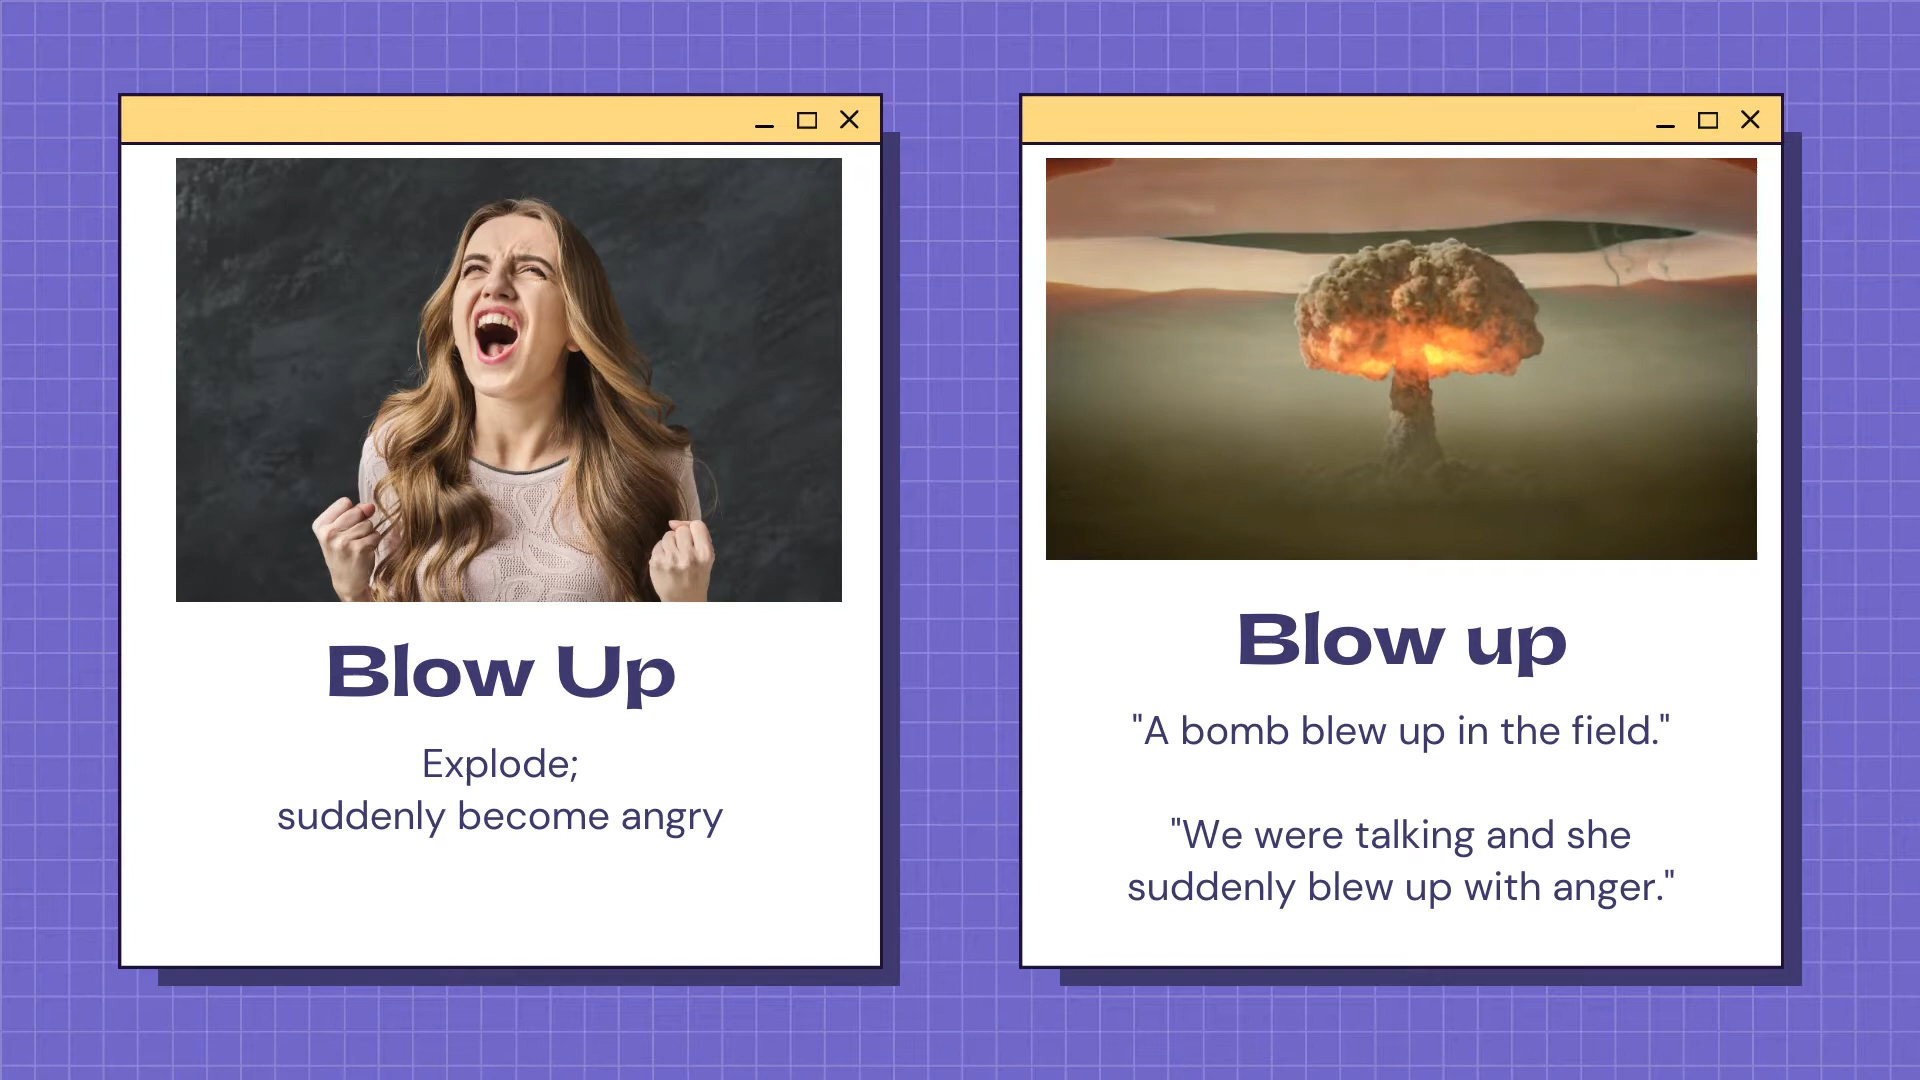 Blow Up
Explode;
suddenly become angry
Blow up
"A bomb blew up in the field."
"We were talking and she
suddenly blew up with anger."